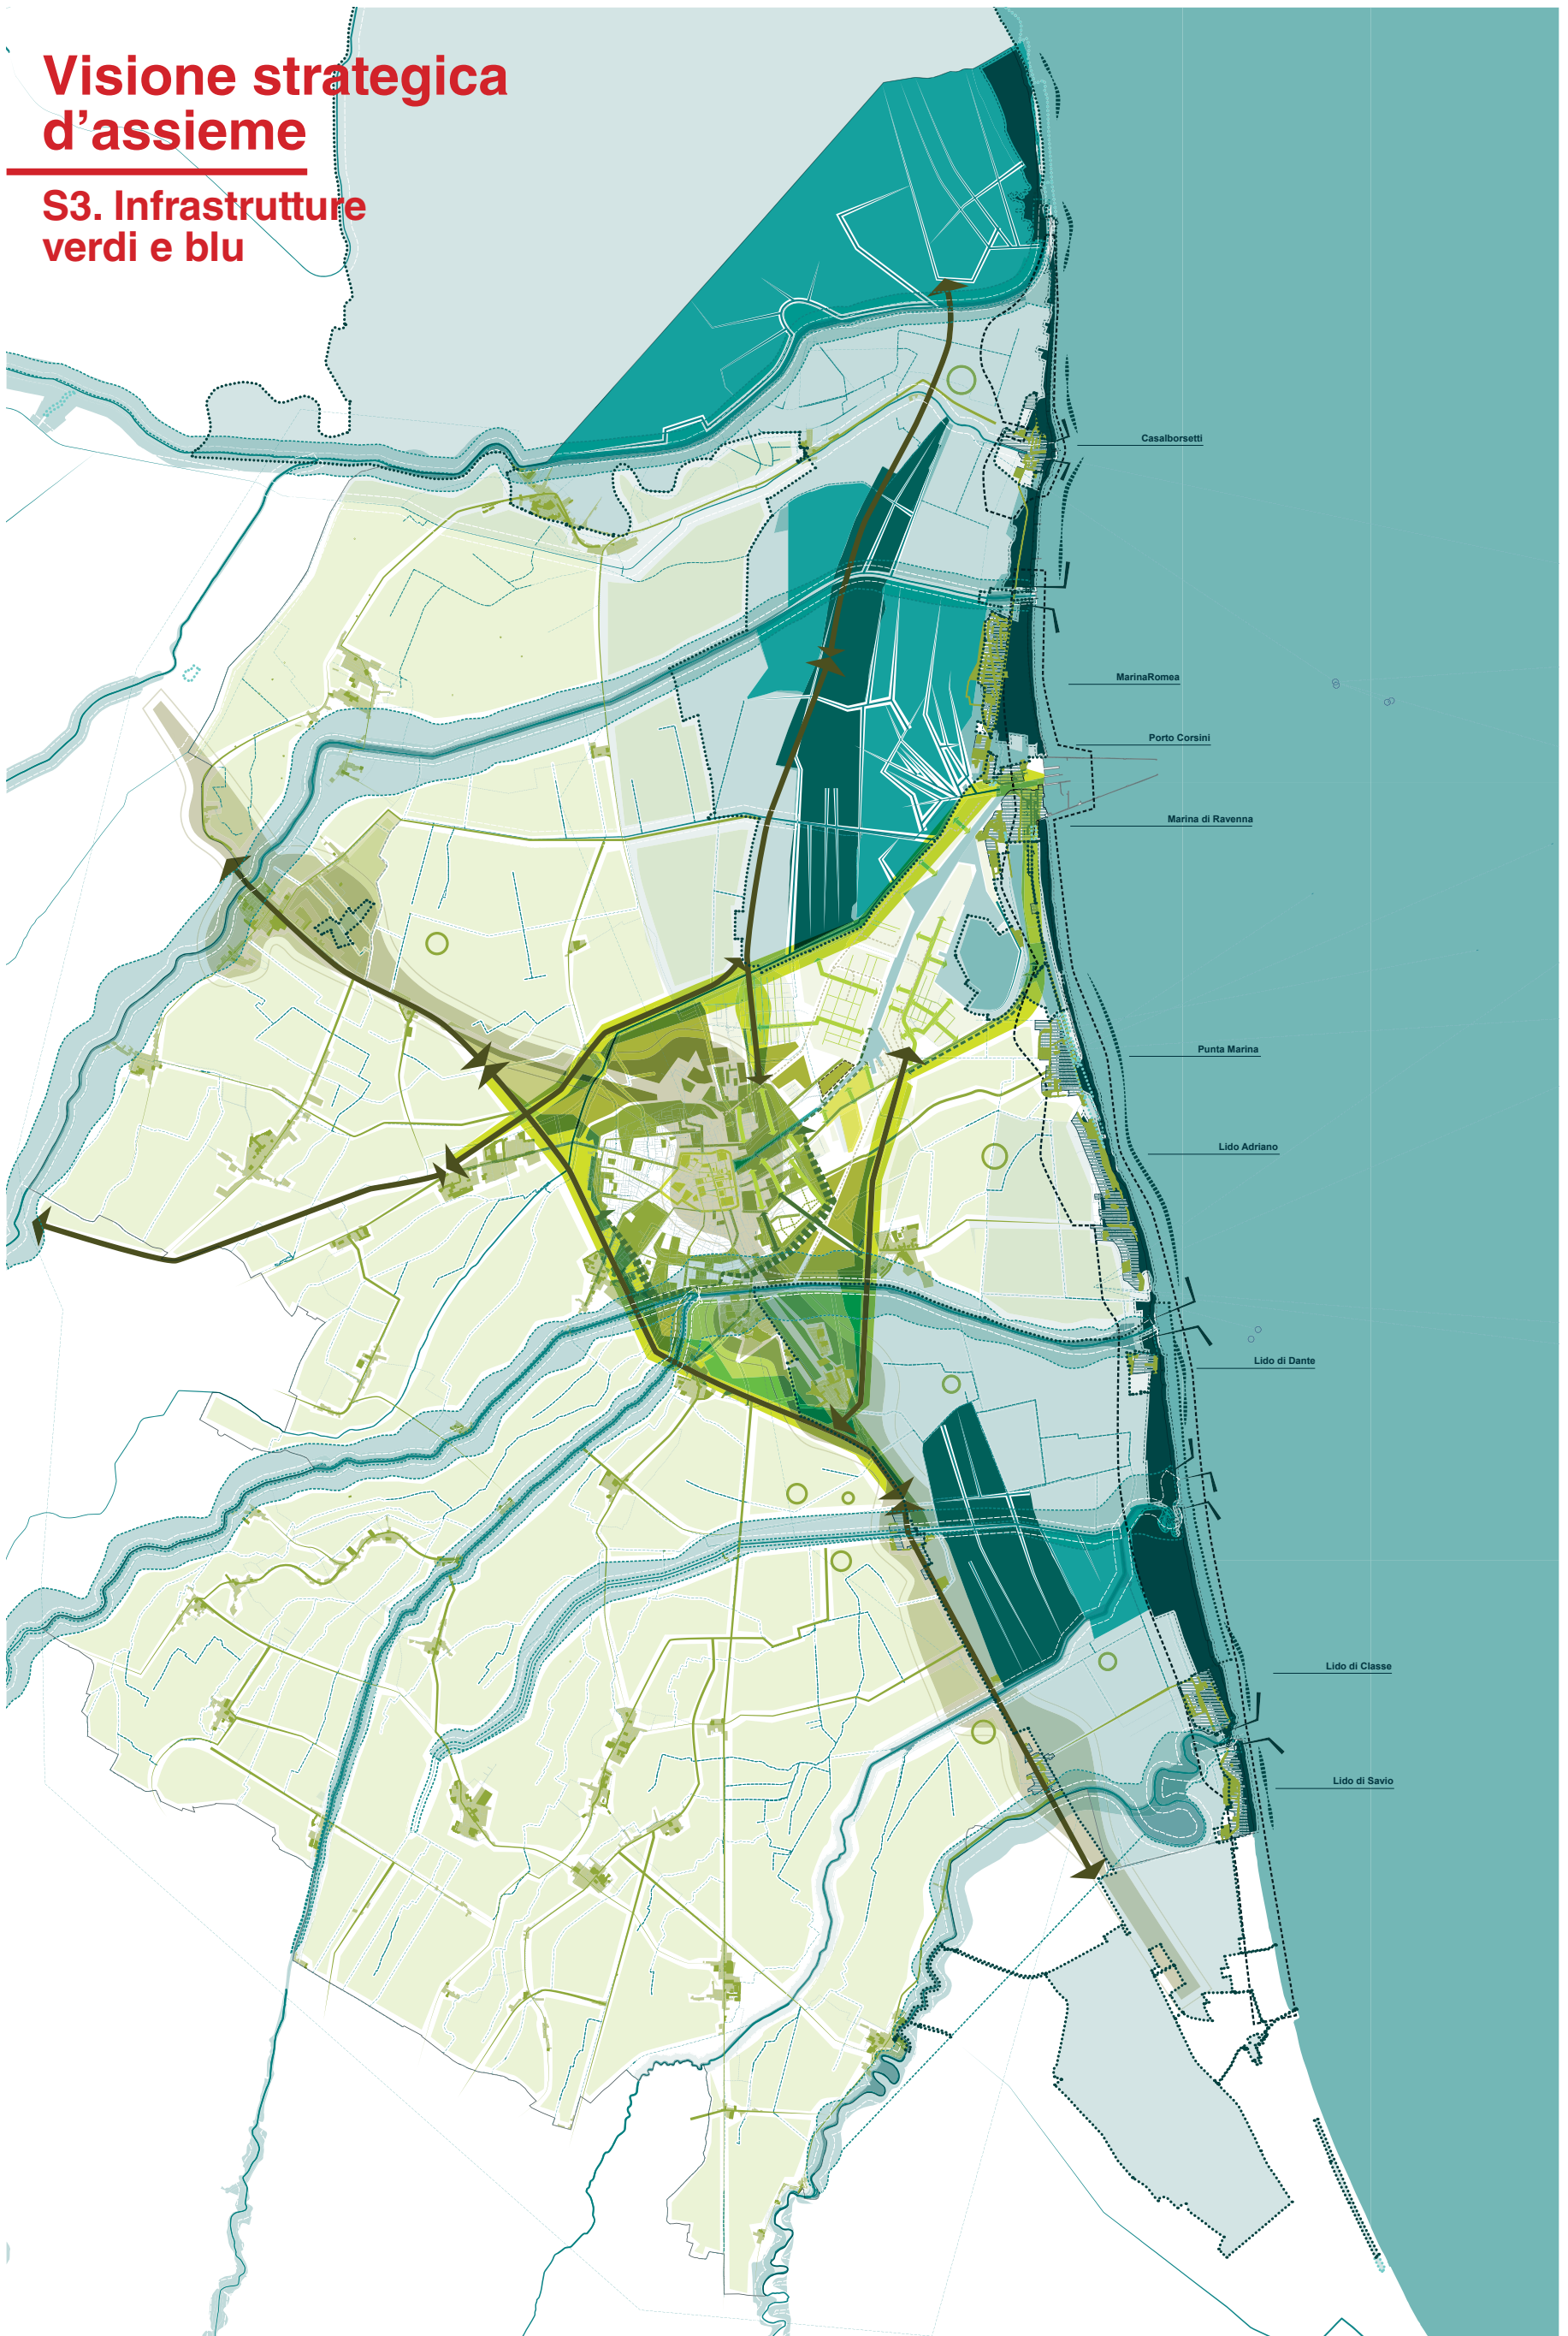 Visione strategica
d’assieme
S3. Infrastrutture
verdi e blu
Casalborsetti
MarinaRomea
Porto Corsini
Marina di Ravenna
Punta Marina
Lido Adriano
Lido di Dante
Lido di Classe
Lido di Savio